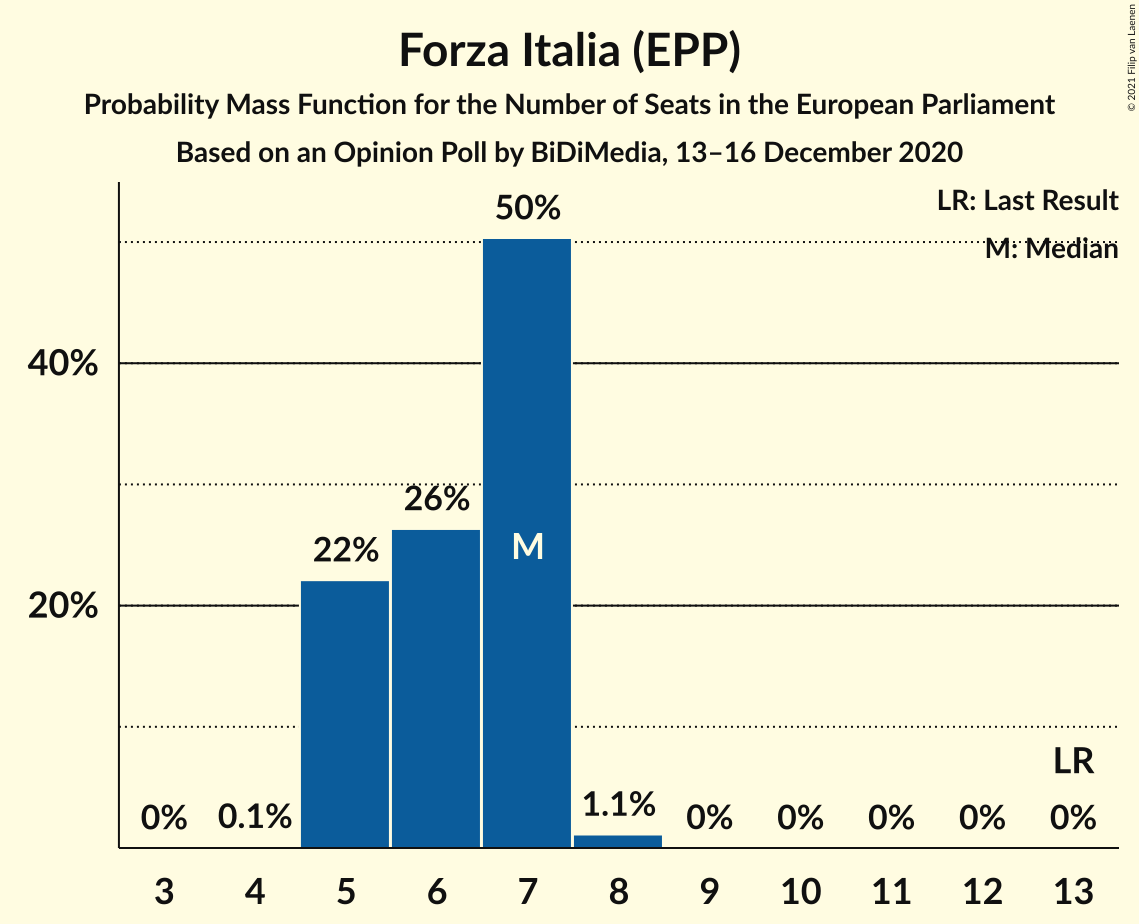 Forza Italia (EPP)
Probability Mass Function for the Number of Seats in the European Parliament
Based on an Opinion Poll by BiDiMedia, 13–16 December 2020
© 2021 Filip van Laenen
LR: Last Result
M: Median
50%
40%
26%
22%
M
20%
LR
0% 0.1% 1.1% 0% 0% 0% 0% 0%
3 4 5 6 7 8 9 10 11 12 13